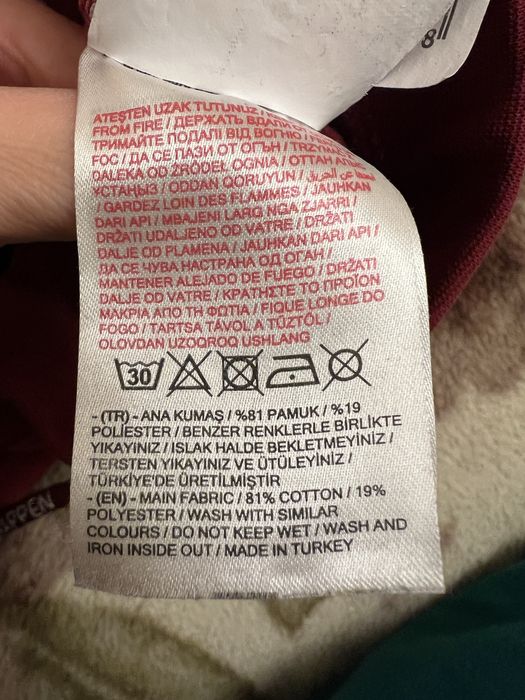 8
ATEŞTEN UZAK TUTUNUZ /
FROM FIRE / ДЕРЖАТЬ
ТРИМАЙТЕ ПОДАЛІ ВІД ВОГНЮ /
FOC / ДА СЕ ПАЗИ ОТ ОГЪН / TRZYMAĆ
DALEKA OD ŹRÓDEŁ OGNIA / ОТТАН
ҰСТАҢЫЗ / ODDAN QORUYUN /
/ GARDEZ LOIN DES FLAMMES / JAUHKAN
DARI API / MBAJENI LARG NGA ZJARRI /
DRŽATI UDALJENO OD VATRE / DRŽATI
DALJE OD PLAMENA / JAUHKAN DARI API /
ДА СЕ ЧУВА НАСТРАНА ОД ОГАН /
MANTENER ALEJADO DE FUEGO / DRŽATI
DALJE OD VATRE / ΚΡΑΤΗΣΤΕ ΤΟ ΠΡΟΪΟΝ
ΜΑΚΡΙΑ ΑΠΟ ΤΗ ΦΩΤΙΑ / FIQUE LONGE DO
FOGO / TARTSA TÁVOL A TŰZTŐL /
OLOVDAN UZOQROQ USHLANG
30
- (TR) - ANA KUMAŞ / %81 PAMUK / %19
POLİESTER / BENZER RENKLERLE BİRLİKTE
YIKAYINIZ / ISLAK HALDE BEKLETMEYİNİZ /
TERSTEN YIKAYINIZ VE ÜTÜLEYİNİZ /
TÜRKİYE'DE ÜRETİLMİŞTİR
- (EN) - MAIN FABRIC / 81% COTTON / 19%
POLYESTER / WASH WITH SIMILAR
COLOURS / DO NOT KEEP WET / WASH AND
IRON INSIDE OUT / MADE IN TURKEY